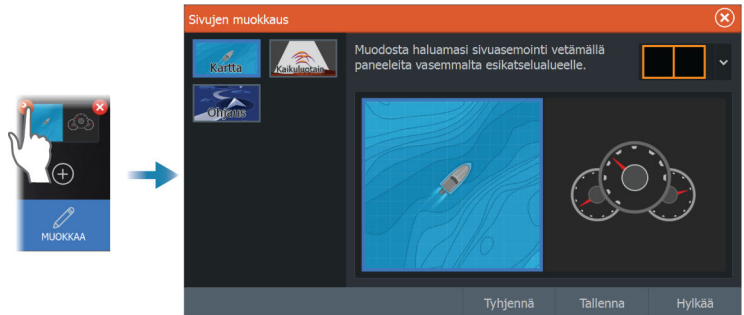 Sivujen muokkaus
Kartta
Kaikuluotain
Ohjaus
Muodosta haluamasi sivuasemointi vetämällä
paneeleita vasemmalta esikatselualueelle.
MUOKKAA
Tyhjennä
Tallenna
Hylkää